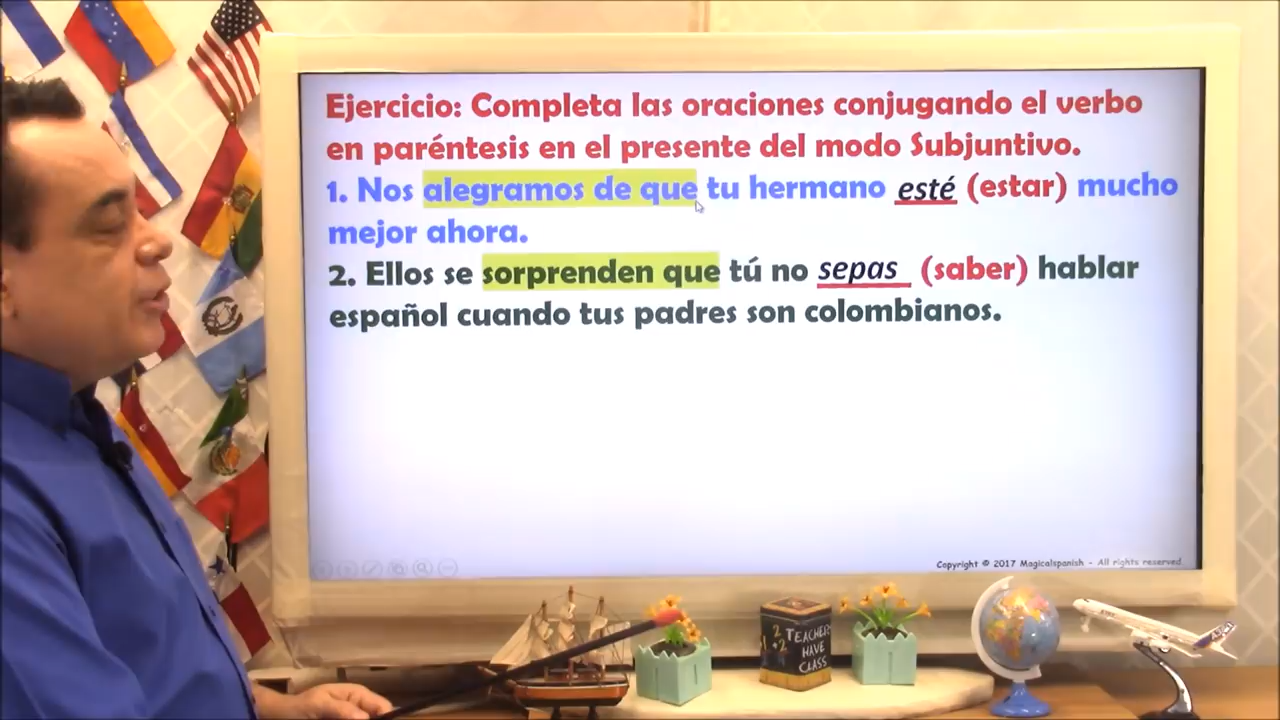 Ejercicio: Completa las oraciones conjugando el verbo
en paréntesis en el presente del modo Subjuntivo.
1. Nos alegramos de que tu hermano esté (estar) mucho
mejor ahora.
2. Ellos se sorprenden que tú no sepas (saber) hablar
español cuando tus padres son colombianos.
Copyright © 2017 Magicalspanish - All rights reserved
TEACHERS
HAVE
CLASS